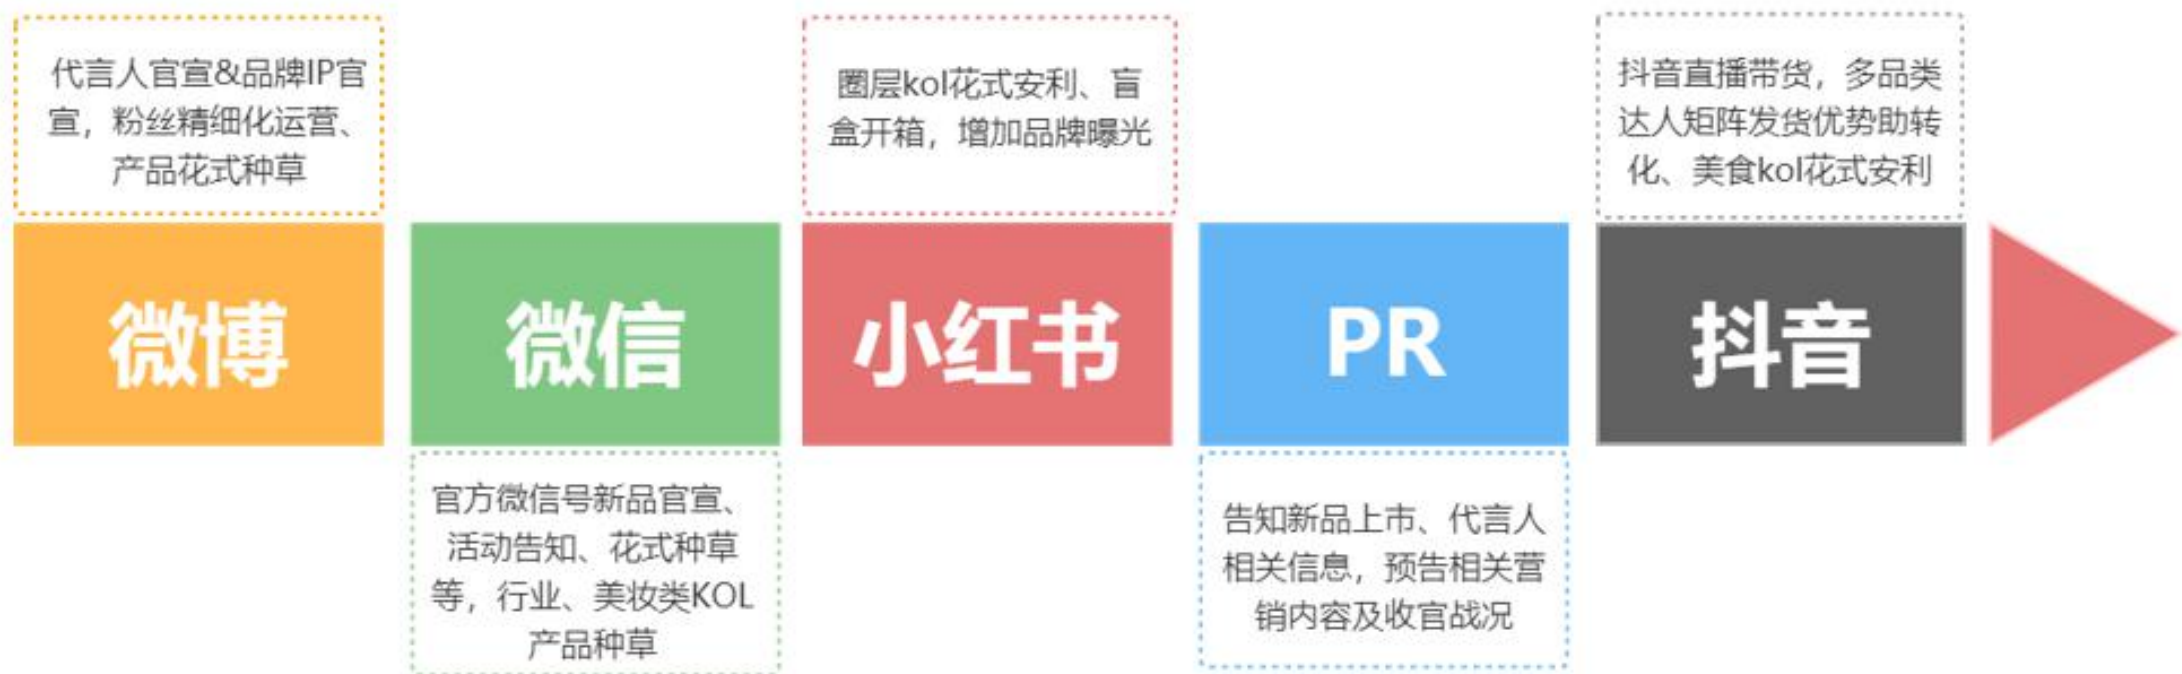 代言人官宣&品牌IP官
宣，粉丝精细化运营、
产品花式种草
微博
微信
官方微信号新品官宣、
活动告知、花式种草
等，行业、美妆类KOL
产品种草
圈层kol花式安利、盲
盒开箱，增加品牌曝光
小红书
PR
告知新品上市、代言人
相关信息，预告相关营
销内容及收官战况
抖音直播带货，多品类
达人矩阵发货优势助转
化、美食kol花式安利
抖音